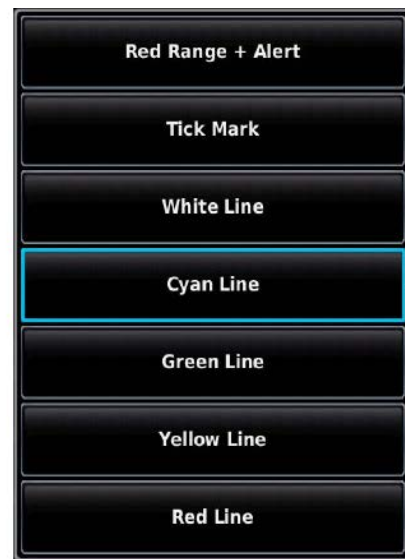 Red Range + Alert
Tick Mark
White Line
Cyan Line
Green Line
Yellow Line
Red Line